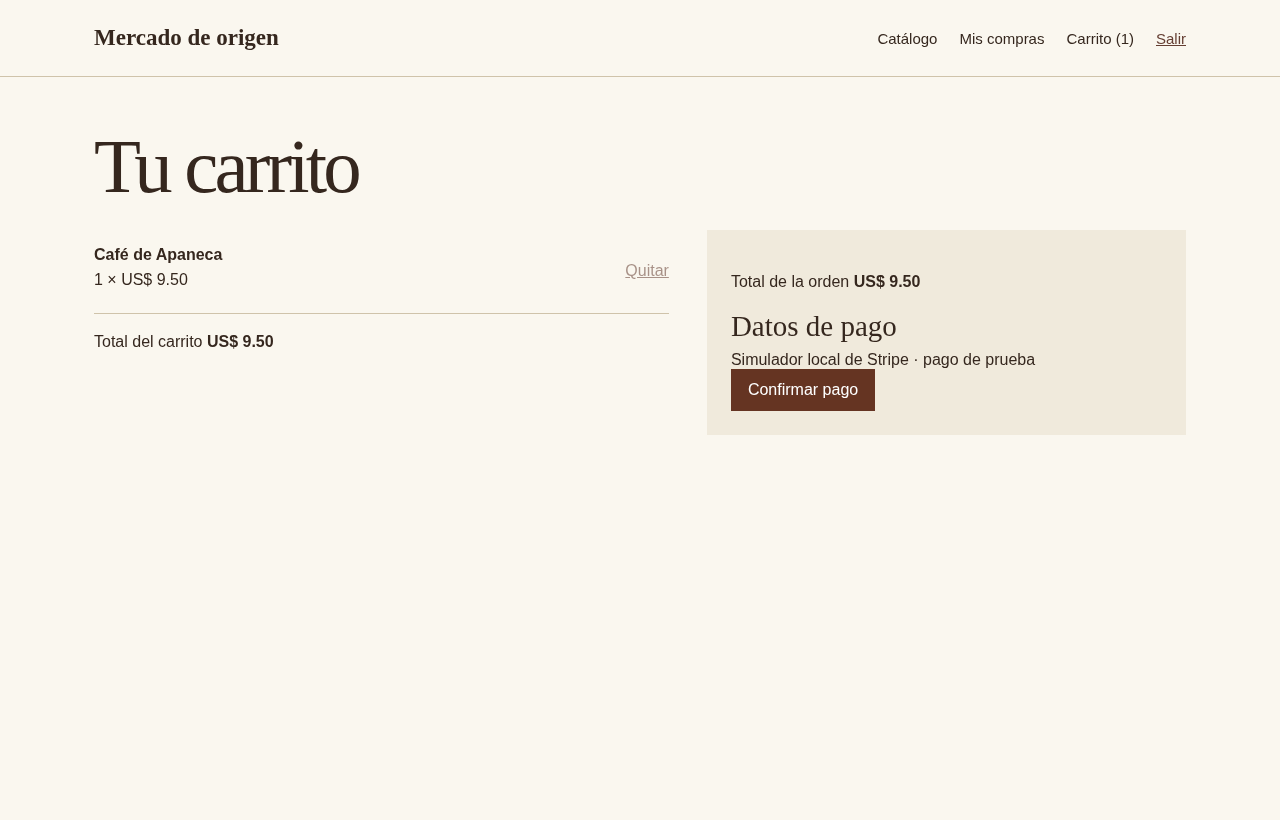 Mercado de origen
Catálogo Mis compras Carrito (1) Salir
Tu carrito
Café de Apaneca
1 × US$ 9.50
Quitar
Total del carrito US$ 9.50
Total de la orden US$ 9.50
Datos de pago
Simulador local de Stripe · pago de prueba
Confirmar pago